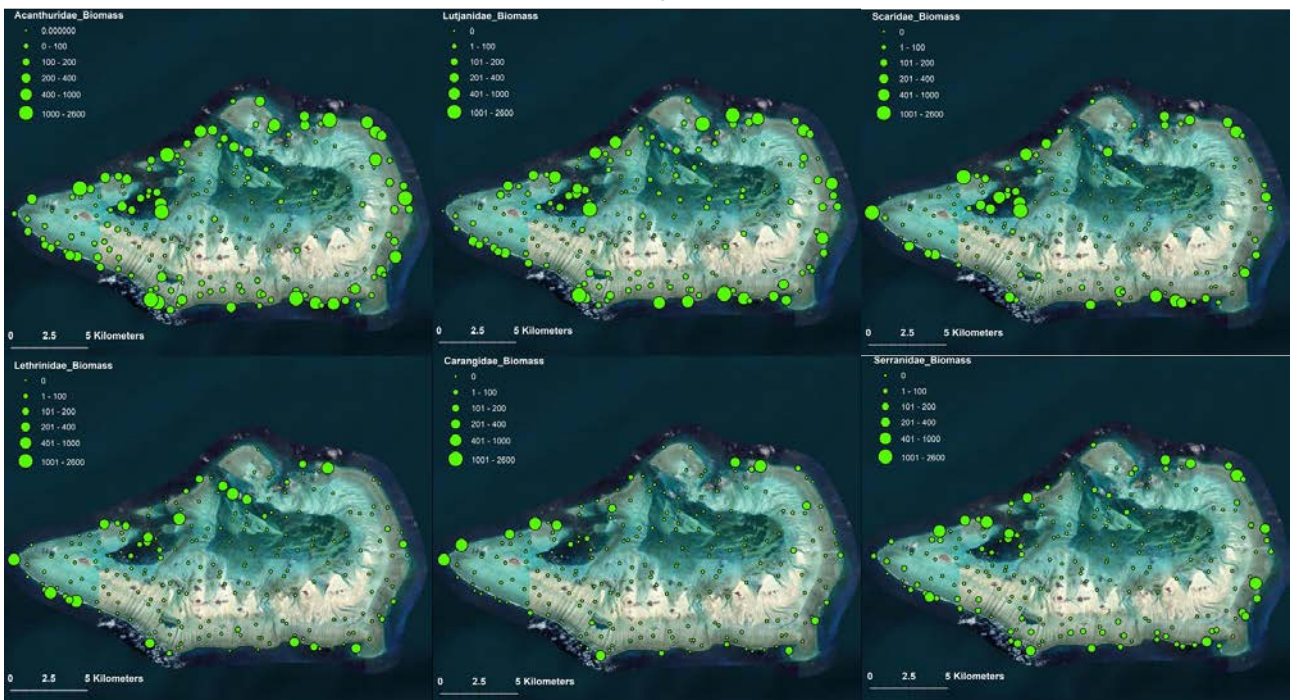 Acanthuridae_Biomass
0.000000
0 - 100
100 - 200
200 - 400
400 - 1000
1000 - 2600
0 2.5 5 Kilometers
Lutjanidae_Biomass
0
1 - 100
101 - 200
201 - 400
401 - 1000
1001 - 2600
0 2.5 5 Kilometers
Scaridae_Biomass
0
1 - 100
101 - 200
201 - 400
401 - 1000
1001 - 2600
0 2.5 5 Kilometers
Lethrinidae_Biomass
0
1 - 100
101 - 200
201 - 400
401 - 1000
1001 - 2600
0 2.5 5 Kilometers
Carangidae_Biomass
0
1 - 100
101 - 200
201 - 400
401 - 1000
1001 - 2600
0 2.5 5 Kilometers
Serranidae_Biomass
0
1 - 100
101 - 200
201 - 400
401 - 1000
1001 - 2600
0 2.5 5 Kilometers